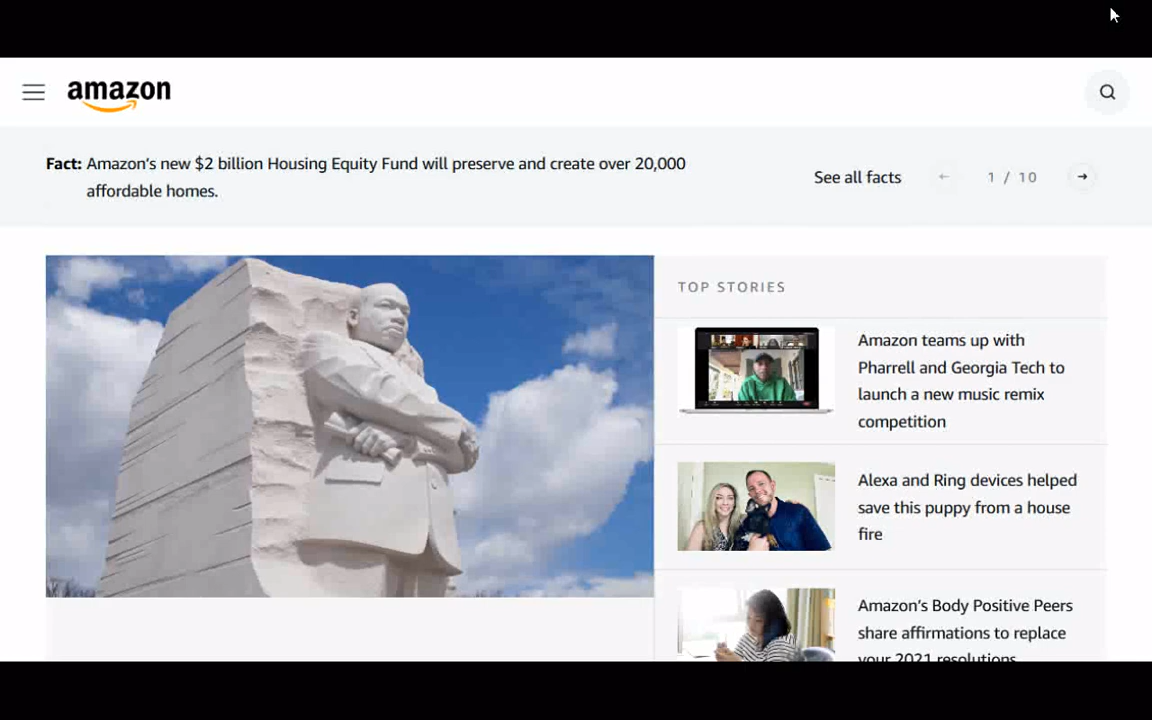 amazon
Fact: Amazon's new $2 billion Housing Equity Fund will preserve and create over 20,000
affordable homes.
See all facts
1 / 10
TOP STORIES
Amazon teams up with
Pharrell and Georgia Tech to
launch a new music remix
competition
Alexa and Ring devices helped
save this puppy from a house
fire
Amazon's Body Positive Peers
share affirmations to replace
your 2021 resolutions